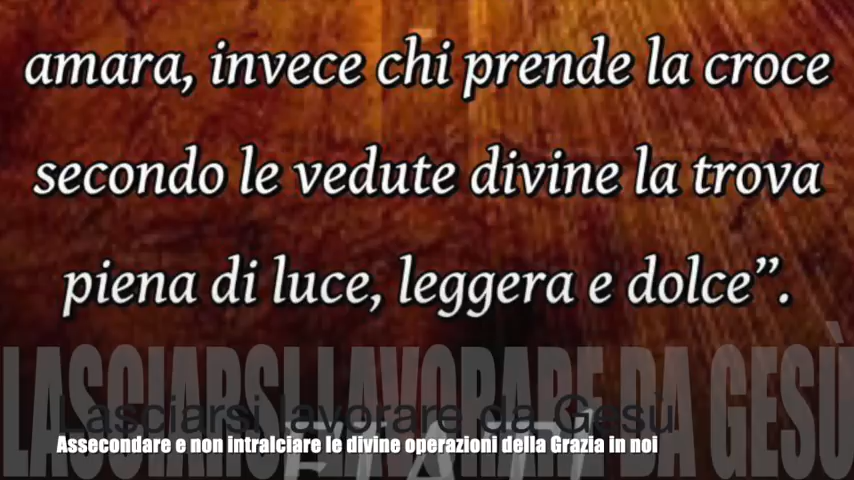 amara, invece chi prende la croce
secondo le vedute divine la trova
piena di luce, leggera e dolce”.
LASCIARSI LAVORARE DA GESÙ
Lasciarsi lavorare da Gesù
Assecondare e non intralciare le divine operazioni della Grazia in noi